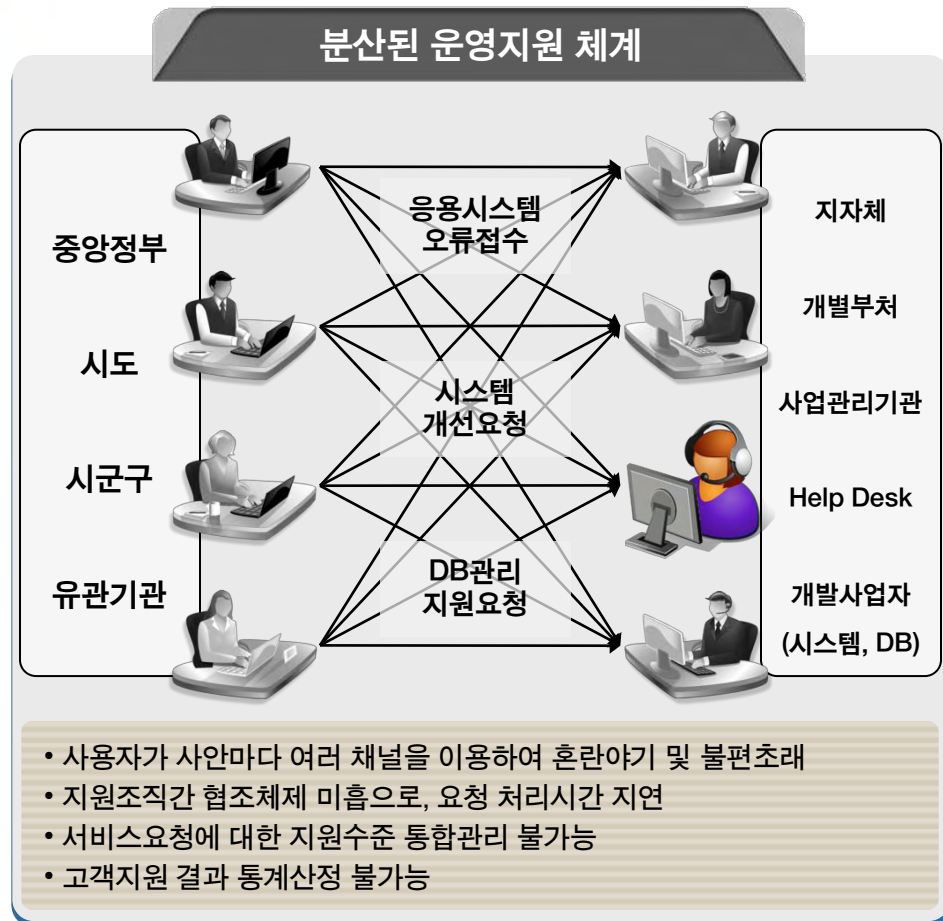 분산된 운영지원 체계
중앙정부
시도
시군구
유관기관
응용시스템
오류접수
시스템
개선요청
DB관리
지원요청
지자체
개별부처
사업관리기관
Help Desk
개발사업자
(시스템, DB)
• 사용자가 사안마다 여러 채널을 이용하여 혼란야기 및 불편초래
• 지원조직간 협조체제 미흡으로, 요청 처리시간 지연
• 서비스요청에 대한 지원수준 통합관리 불가능
• 고객지원 결과 통계산정 불가능